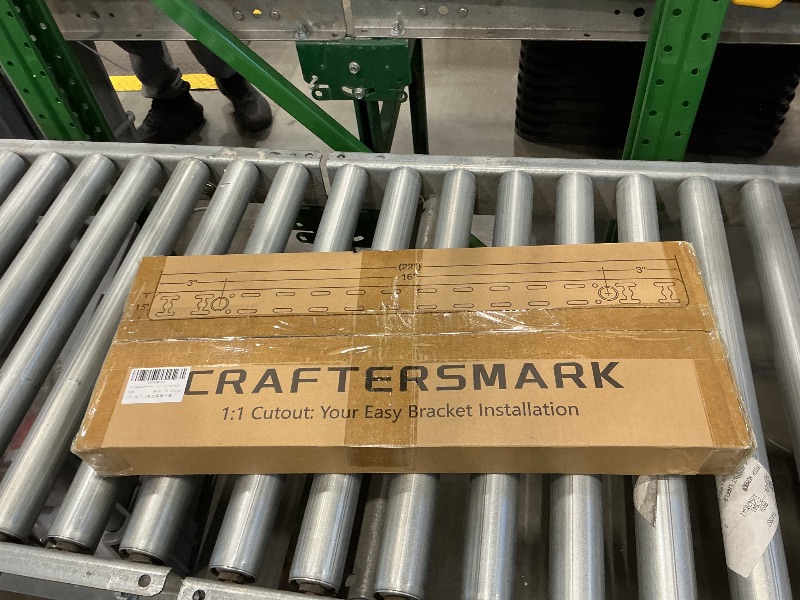 (22")
3" 16" 3"
1.5"
CRAFTERSMARK
1:1 Cutout: Your Easy Bracket Installation